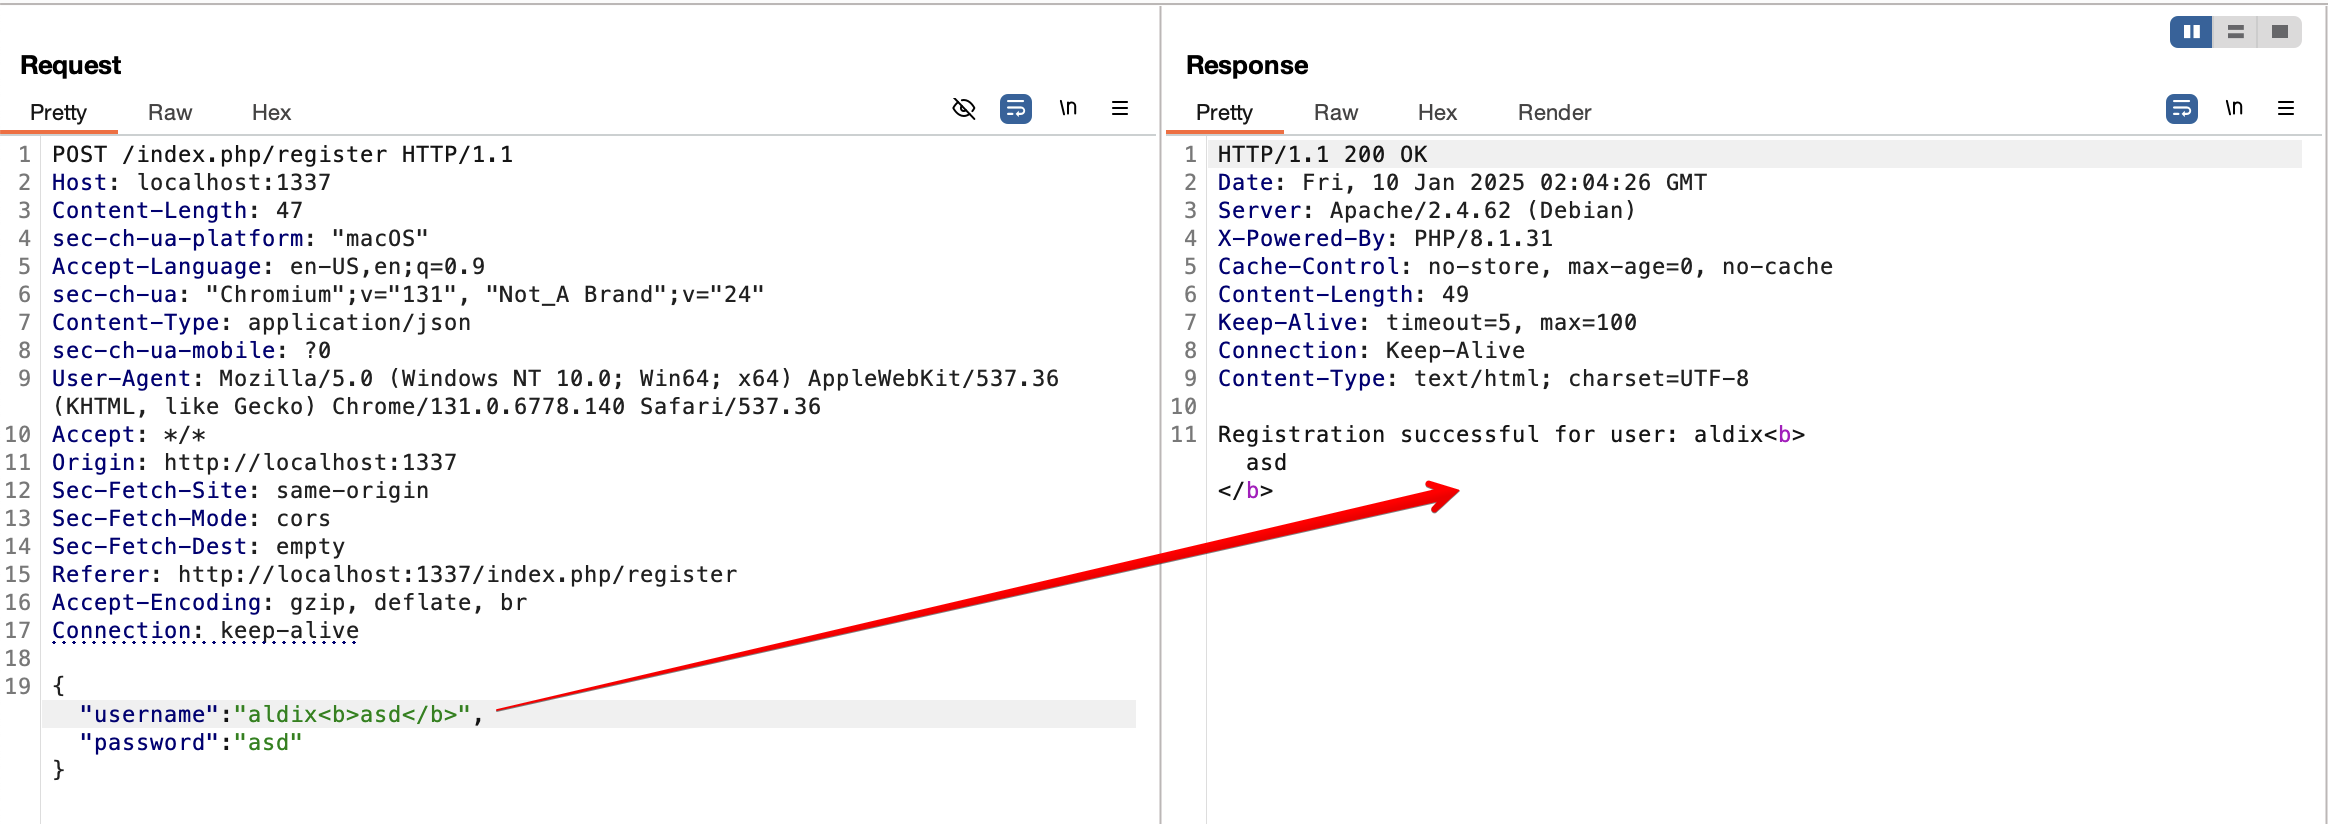 Request
Pretty Raw Hex \n
1 POST /index.php/register HTTP/1.1
2 Host: localhost:1337
3 Content-Length: 47
4 sec-ch-ua-platform: "macOS"
5 Accept-Language: en-US,en;q=0.9
6 sec-ch-ua: "Chromium";v="131", "Not_A Brand";v="24"
7 Content-Type: application/json
8 sec-ch-ua-mobile: ?0
9 User-Agent: Mozilla/5.0 (Windows NT 10.0; Win64; x64) AppleWebKit/537.36
(KHTML, like Gecko) Chrome/131.0.6778.140 Safari/537.36
10 Accept: */*
11 Origin: http://localhost:1337
12 Sec-Fetch-Site: same-origin
13 Sec-Fetch-Mode: cors
14 Sec-Fetch-Dest: empty
15 Referer: http://localhost:1337/index.php/register
16 Accept-Encoding: gzip, deflate, br
17 Connection: keep-alive
18
19 {
"username":"aldix<b>asd</b>",
"password":"asd"
}
Response
Pretty Raw Hex Render \n
1 HTTP/1.1 200 OK
2 Date: Fri, 10 Jan 2025 02:04:26 GMT
3 Server: Apache/2.4.62 (Debian)
4 X-Powered-By: PHP/8.1.31
5 Cache-Control: no-store, max-age=0, no-cache
6 Content-Length: 49
7 Keep-Alive: timeout=5, max=100
8 Connection: Keep-Alive
9 Content-Type: text/html; charset=UTF-8
10
11 Registration successful for user: aldix<b>
asd
</b>